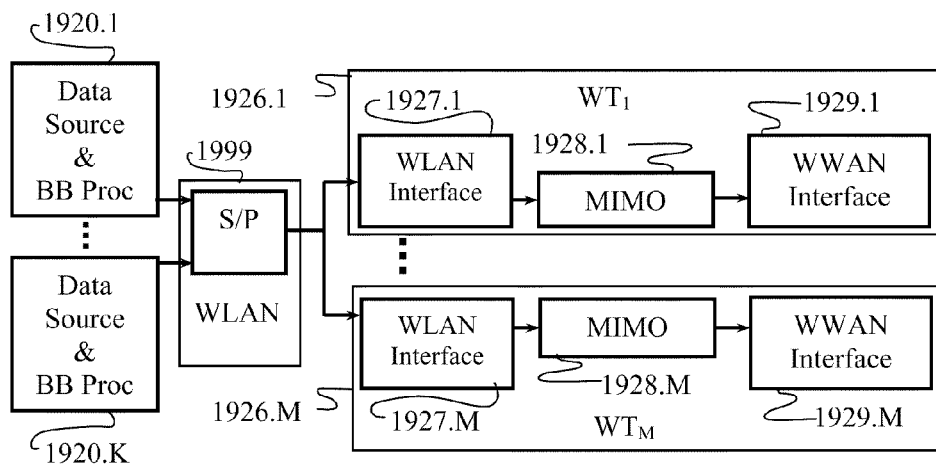 1920.1
Data
Source
&
BB Proc
1926.1
1999
S/P
WLAN
WT1
1927.1
WLAN
Interface
1928.1
MIMO
1929.1
WWAN
Interface
Data
Source
&
BB Proc
1920.K
1926.M
WLAN
Interface
1927.M
MIMO
1928.M
WWAN
Interface
1929.M
WTM